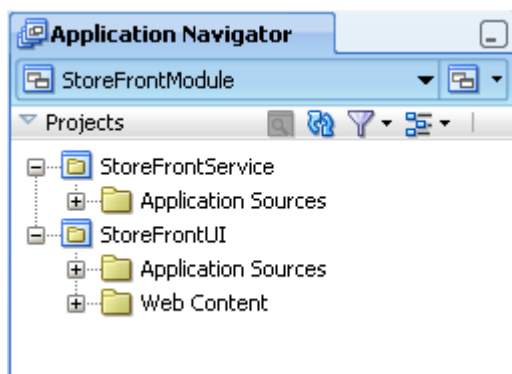 Application Navigator
StoreFrontModule
Projects
StoreFrontService
Application Sources
StoreFrontUI
Application Sources
Web Content